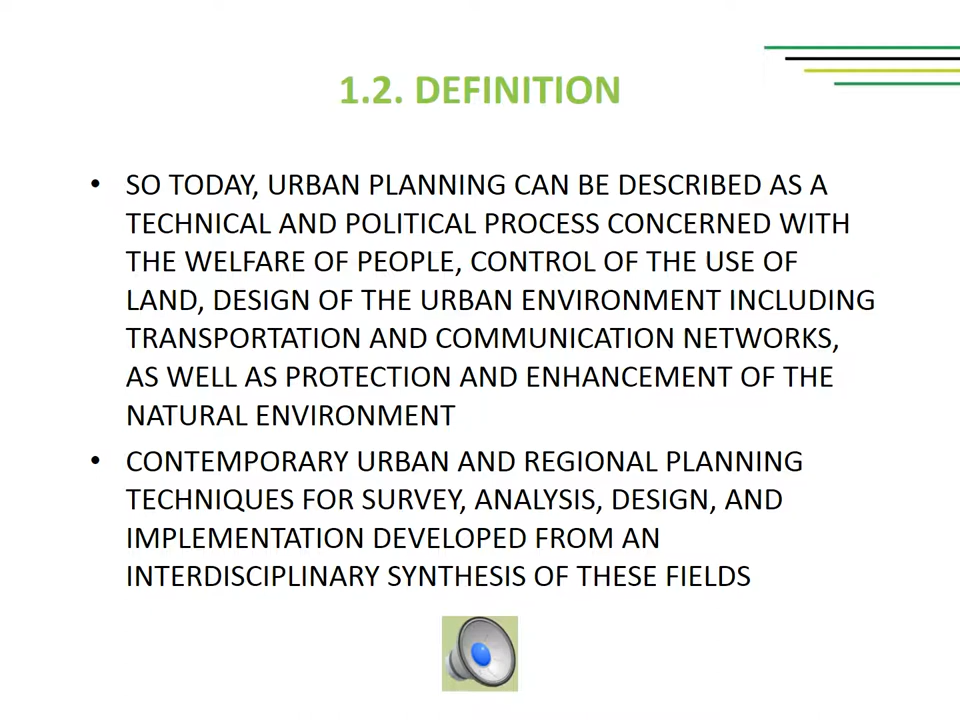 1.2. DEFINITION
• SO TODAY, URBAN PLANNING CAN BE DESCRIBED AS A
TECHNICAL AND POLITICAL PROCESS CONCERNED WITH
THE WELFARE OF PEOPLE, CONTROL OF THE USE OF
LAND, DESIGN OF THE URBAN ENVIRONMENT INCLUDING
TRANSPORTATION AND COMMUNICATION NETWORKS,
AS WELL AS PROTECTION AND ENHANCEMENT OF THE
NATURAL ENVIRONMENT
• CONTEMPORARY URBAN AND REGIONAL PLANNING
TECHNIQUES FOR SURVEY, ANALYSIS, DESIGN, AND
IMPLEMENTATION DEVELOPED FROM AN
INTERDISCIPLINARY SYNTHESIS OF THESE FIELDS